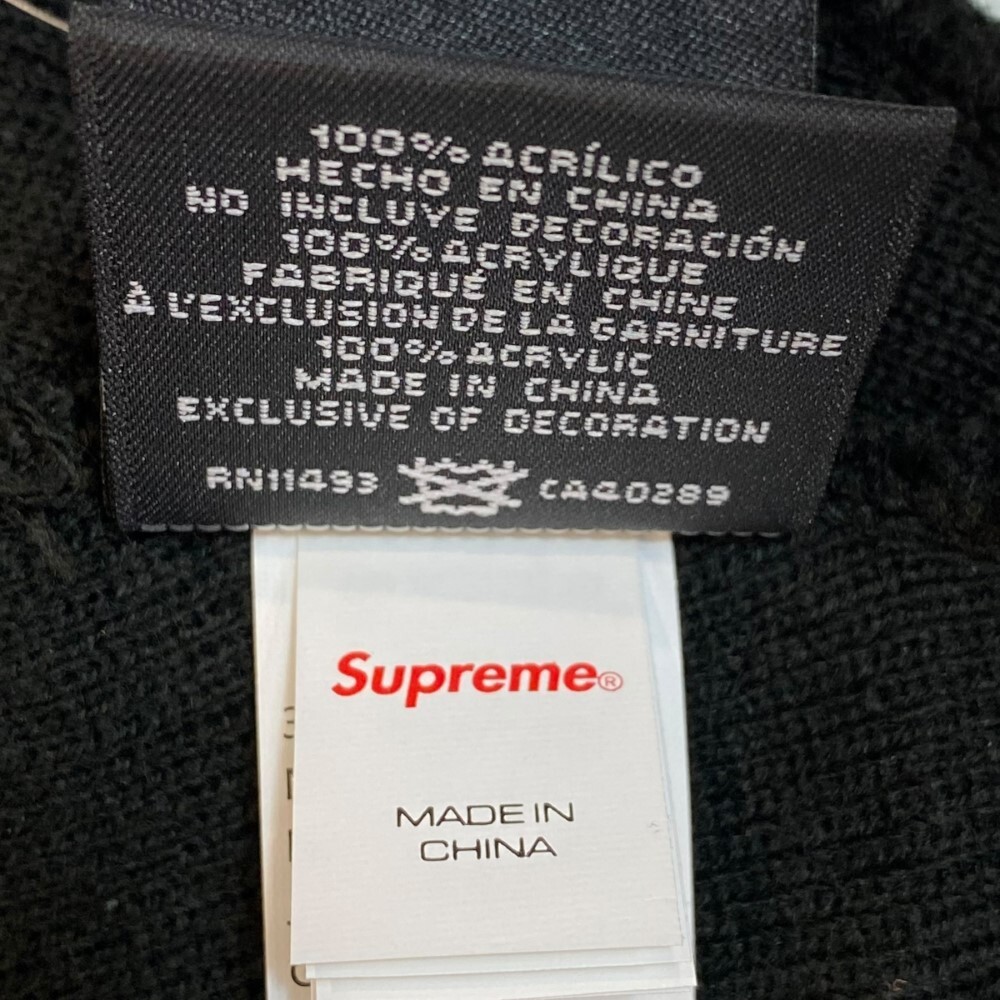 100% ACRÍLICO
HECHO EN CHINA
NO INCLUYE DECORACIÓN
100% ACRYLIQUE
FABRIQUÉ EN CHINE
À L'EXCLUSION DE LA GARNITURE
100% ACRYLIC
MADE IN CHINA
EXCLUSIVE OF DECORATION
RN11493 CA40289
Supreme®
MADE IN
CHINA